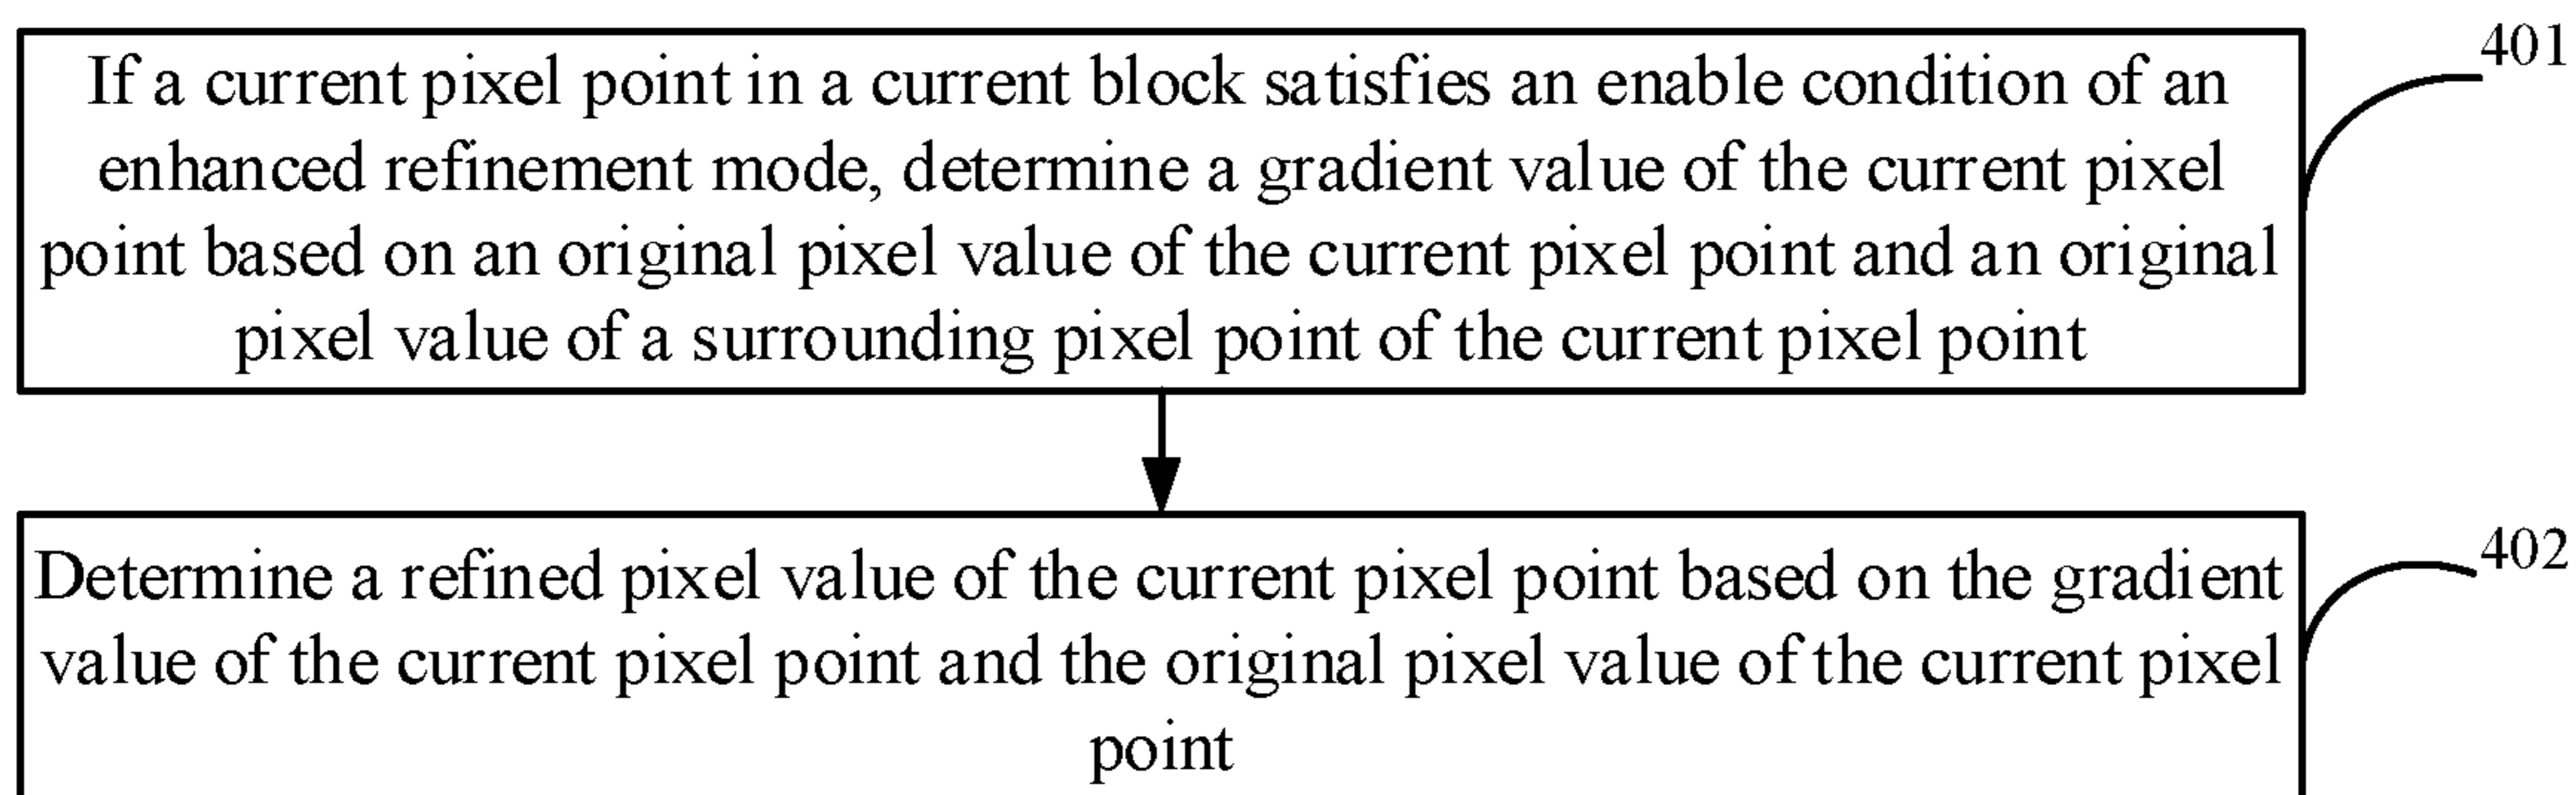 If a current pixel point in a current block satisfies an enable condition of an
enhanced refinement mode, determine a gradient value of the current pixel
point based on an original pixel value of the current pixel point and an original
pixel value of a surrounding pixel point of the current pixel point
401
Determine a refined pixel value of the current pixel point based on the gradient
value of the current pixel point and the original pixel value of the current pixel
point
402